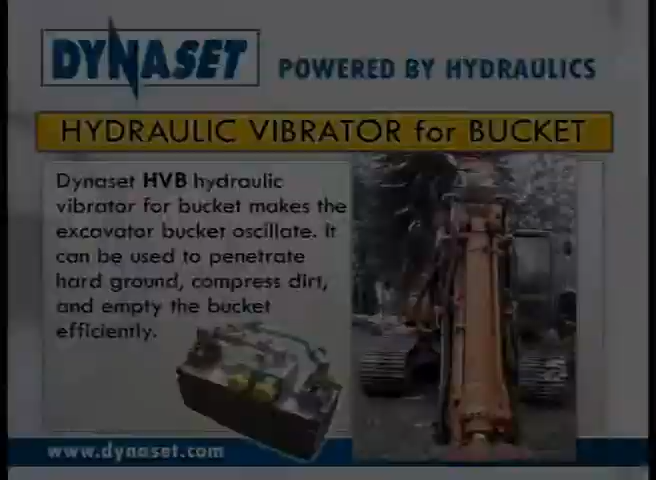 DYNASET
POWERED BY HYDRAULICS
HYDRAULIC VIBRATOR for BUCKET
Dynaset HVB hydraulic
vibrator for bucket makes the
excavator bucket oscillate. It
can be used to penetrate
hard ground, compress dirt,
and empty the bucket
efficiently.
www.dynaset.com